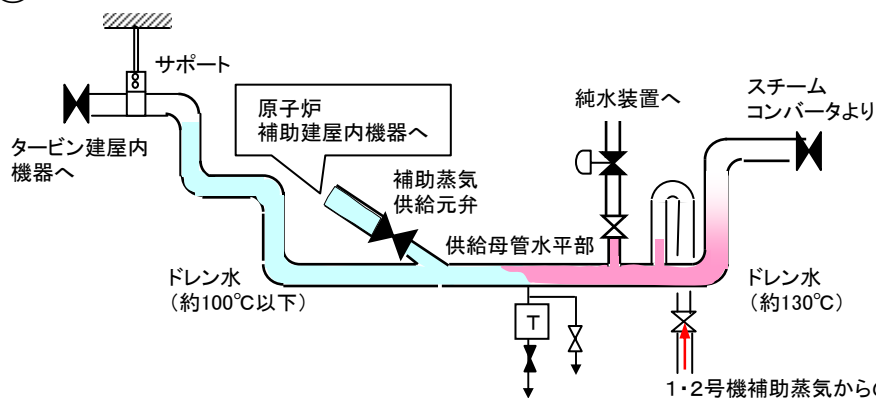 サポート
タービン建屋内
機器へ
原子炉
補助建屋内機器へ
補助蒸気
供給元弁
純水装置へ
スチーム
コンバータより
供給母管水平部
ドレン水
（約100℃以下）
T
ドレン水
（約130℃）
1・2号機補助蒸気からの